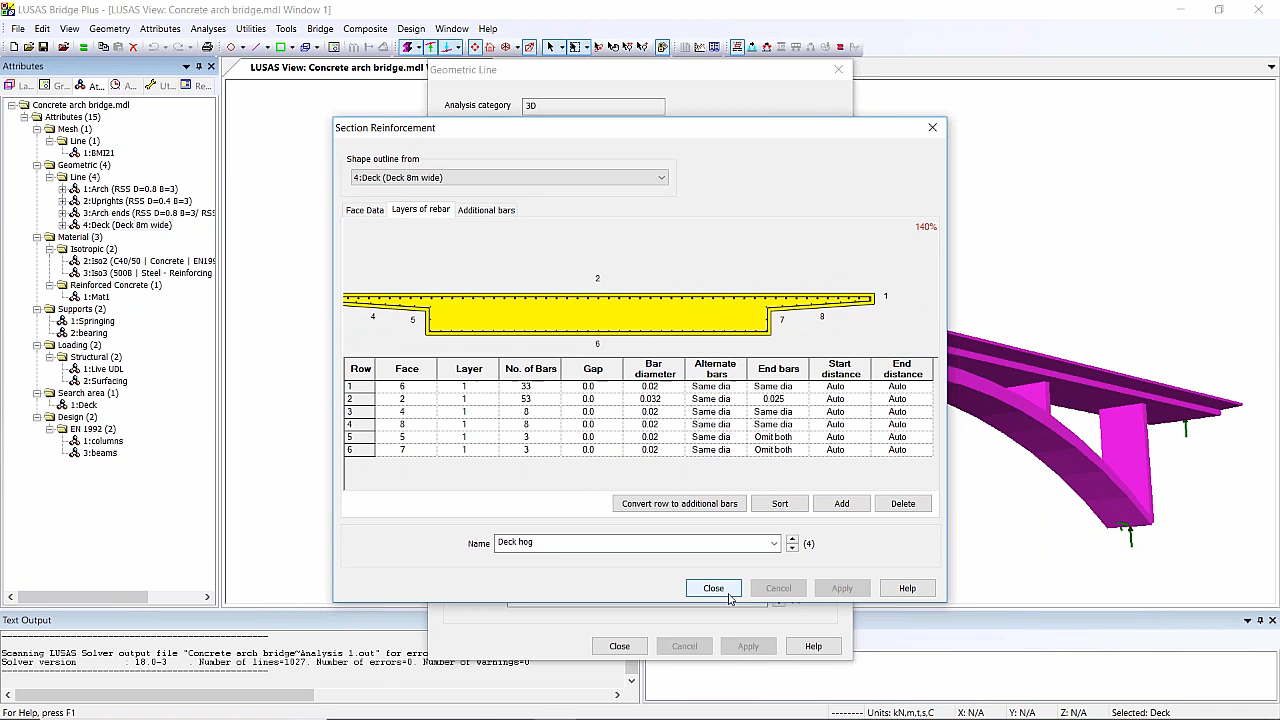 LUSAS Bridge Plus - [LUSAS View: Concrete arch bridge.mdl Window 1]
File Edit View Geometry Attributes Analyses Utilities Tools Bridge Composite Design Window Help
Attributes
LUSAS View: Concrete arch bridge.mdl
La... Gr... At... A... Ut... Re...
Concrete arch bridge.mdl
Attributes (15)
Mesh (1)
Line (1)
1:BMI21
Geometric (4)
Line (4)
1:Arch (RSS D=0.8 B=3)
2:Uprights (RSS D=0.4 B=3)
3:Arch ends (RSS D=0.8 B=3/ RSS
4:Deck (Deck 8m wide)
Material (3)
Isotropic (2)
2:Iso2 (C40/50 | Concrete | EN199
3:Iso3 (500B | Steel - Reinforcing
Reinforced Concrete (1)
1:Mat1
Supports (2)
1:Springing
2:bearing
Loading (2)
Structural (2)
1:Live UDL
2:Surfacing
Search area (1)
1:Deck
Design (2)
EN 1992 (2)
1:columns
3:beams
Geometric Line
Analysis category 3D
Section Reinforcement
Shape outline from
4:Deck (Deck 8m wide)
Face Data Layers of rebar Additional bars
140%
2
1
4 5 7 8
6
Row Face Layer No. of Bars Gap Bar diameter Alternate bars End bars Start distance End distance
1 6 1 33 0.0 0.02 Same dia Same dia Auto Auto
2 2 1 53 0.0 0.032 Same dia 0.025 Auto Auto
3 4 1 8 0.0 0.02 Same dia Same dia Auto Auto
4 8 1 8 0.0 0.02 Same dia Same dia Auto Auto
5 5 1 3 0.0 0.02 Same dia Omit both Auto Auto
6 7 1 3 0.0 0.02 Same dia Omit both Auto Auto
Convert row to additional bars Sort Add Delete
Name Deck hog (4)
Close Cancel Apply Help
Close Cancel Apply Help
Text Output
Scanning LUSAS Solver output file "Concrete arch bridge~Analysis 1.out" for erro
Solver version : 18.0-3 . Number of lines=1027. Number of errors=0. Number of warnings=0
For Help, press F1
-------- Units: kN,m,t,s,C X: N/A Y: N/A Z: N/A Selected: Deck